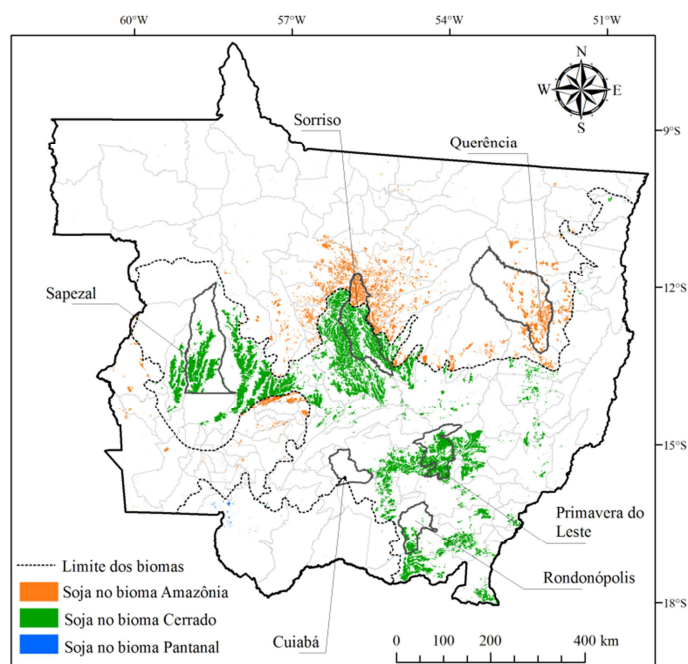 60°W 57°W 54°W 51°W
N
W E
S
Sorriso
Querência
9°S
12°S
Sapezal
15°S
Primavera do
Leste
Rondonópolis
Limite dos biomas
Soja no bioma Amazônia
Soja no bioma Cerrado
Soja no bioma Pantanal
Cuiabá
18°S
0 100 200 400 km